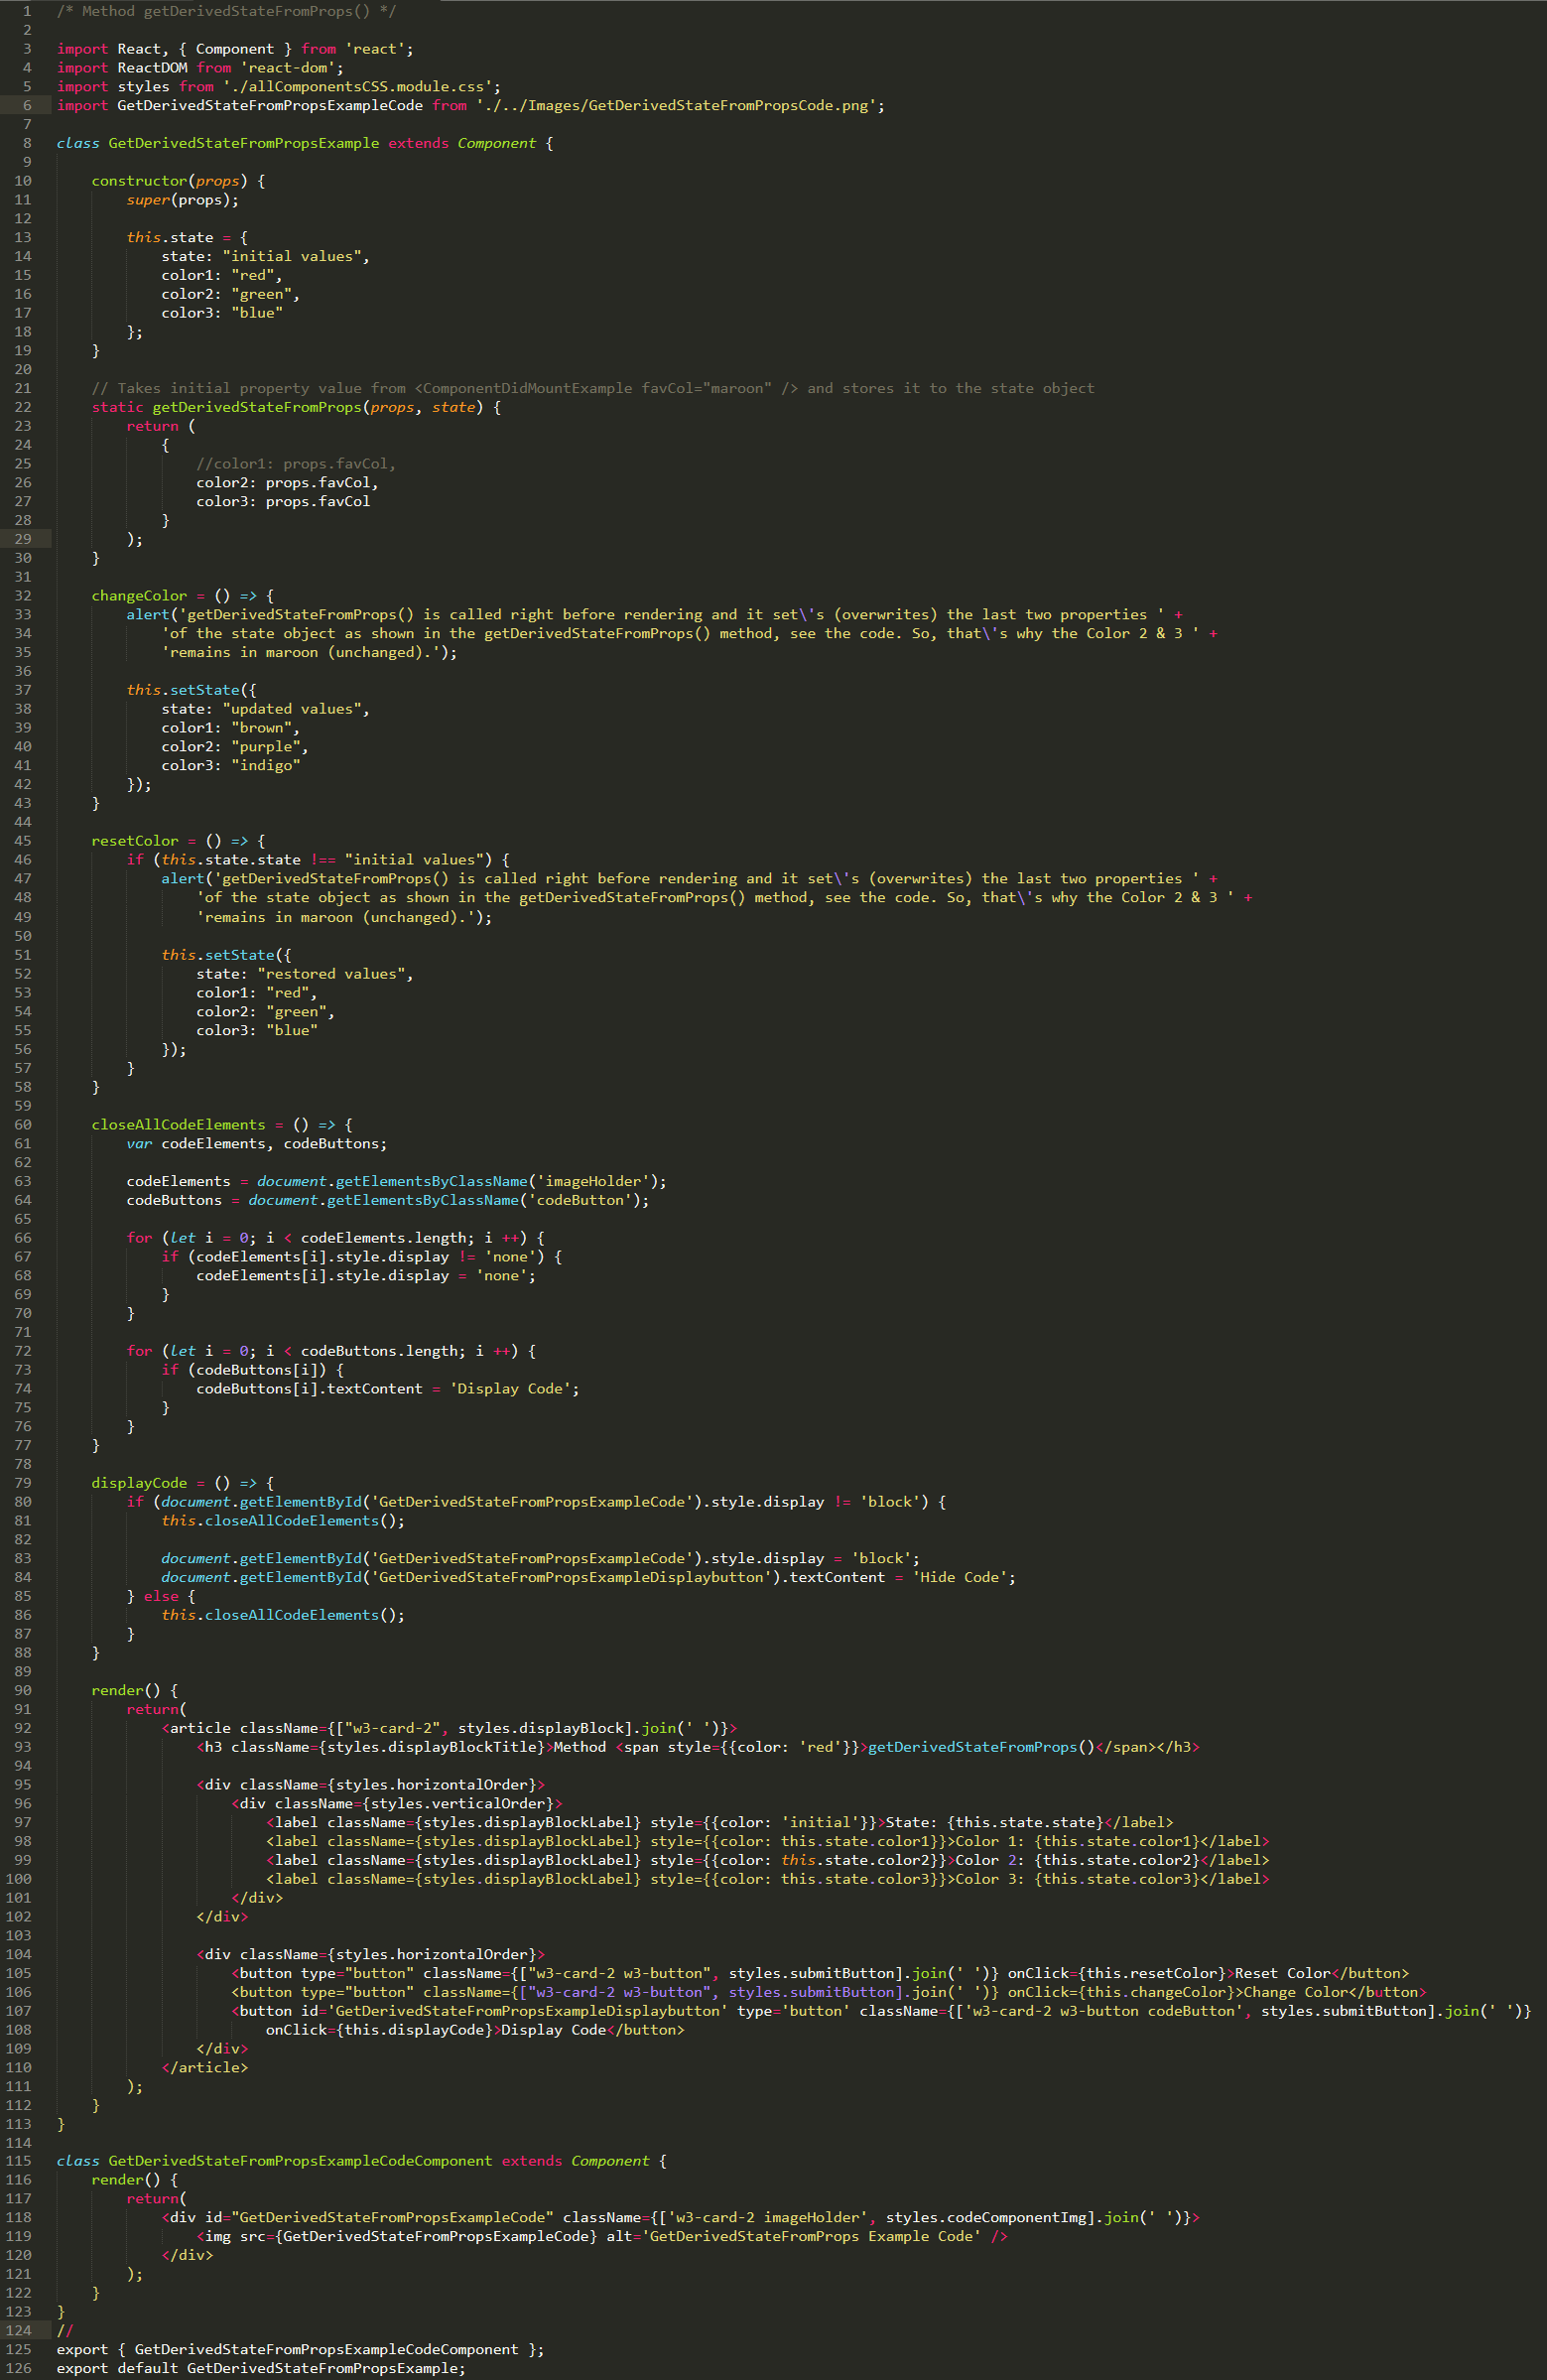 1 /* Method getDerivedStateFromProps() */
2
3 import React, { Component } from 'react';
4 import ReactDOM from 'react-dom';
5 import styles from './allComponentsCSS.module.css';
6 import GetDerivedStateFromPropsExampleCode from './../Images/GetDerivedStateFromPropsCode.png';
7
8 class GetDerivedStateFromPropsExample extends Component {
9
10     constructor(props) {
11         super(props);
12
13         this.state = {
14             state: "initial values",
15             color1: "red",
16             color2: "green",
17             color3: "blue"
18         };
19     }
20
21     // Takes initial property value from <ComponentDidMountExample favCol="maroon" /> and stores it to the state object
22     static getDerivedStateFromProps(props, state) {
23         return (
24             {
25                 //color1: props.favCol,
26                 color2: props.favCol,
27                 color3: props.favCol
28             }
29         );
30     }
31
32     changeColor = () => {
33         alert('getDerivedStateFromProps() is called right before rendering and it set\'s (overwrites) the last two properties ' +
34             'of the state object as shown in the getDerivedStateFromProps() method, see the code. So, that\'s why the Color 2 & 3 ' +
35             'remains in maroon (unchanged).');
36
37         this.setState({
38             state: "updated values",
39             color1: "brown",
40             color2: "purple",
41             color3: "indigo"
42         });
43     }
44
45     resetColor = () => {
46         if (this.state.state !== "initial values") {
47             alert('getDerivedStateFromProps() is called right before rendering and it set\'s (overwrites) the last two properties ' +
48                 'of the state object as shown in the getDerivedStateFromProps() method, see the code. So, that\'s why the Color 2 & 3 ' +
49                 'remains in maroon (unchanged).');
50
51             this.setState({
52                 state: "restored values",
53                 color1: "red",
54                 color2: "green",
55                 color3: "blue"
56             });
57         }
58     }
59
60     closeAllCodeElements = () => {
61         var codeElements, codeButtons;
62
63         codeElements = document.getElementsByClassName('imageHolder');
64         codeButtons = document.getElementsByClassName('codeButton');
65
66         for (let i = 0; i < codeElements.length; i ++) {
67             if (codeElements[i].style.display != 'none') {
68                 codeElements[i].style.display = 'none';
69             }
70         }
71
72         for (let i = 0; i < codeButtons.length; i ++) {
73             if (codeButtons[i]) {
74                 codeButtons[i].textContent = 'Display Code';
75             }
76         }
77     }
78
79     displayCode = () => {
80         if (document.getElementById('GetDerivedStateFromPropsExampleCode').style.display != 'block') {
81             this.closeAllCodeElements();
82
83             document.getElementById('GetDerivedStateFromPropsExampleCode').style.display = 'block';
84             document.getElementById('GetDerivedStateFromPropsExampleDisplaybutton').textContent = 'Hide Code';
85         } else {
86             this.closeAllCodeElements();
87         }
88     }
89
90     render() {
91         return(
92             <article className={["w3-card-2", styles.displayBlock].join(' ')}>
93                 <h3 className={styles.displayBlockTitle}>Method <span style={{color: 'red'}}>getDerivedStateFromProps()</span></h3>
94
95                 <div className={styles.horizontalOrder}>
96                     <div className={styles.verticalOrder}>
97                         <label className={styles.displayBlockLabel} style={{color: 'initial'}}>State: {this.state.state}</label>
98                         <label className={styles.displayBlockLabel} style={{color: this.state.color1}}>Color 1: {this.state.color1}</label>
99                         <label className={styles.displayBlockLabel} style={{color: this.state.color2}}>Color 2: {this.state.color2}</label>
100                         <label className={styles.displayBlockLabel} style={{color: this.state.color3}}>Color 3: {this.state.color3}</label>
101                     </div>
102                 </div>
103
104                 <div className={styles.horizontalOrder}>
105                     <button type="button" className={["w3-card-2 w3-button", styles.submitButton].join(' ')} onClick={this.resetColor}>Reset Color</button>
106                     <button type="button" className={["w3-card-2 w3-button", styles.submitButton].join(' ')} onClick={this.changeColor}>Change Color</button>
107                     <button id='GetDerivedStateFromPropsExampleDisplaybutton' type='button' className={['w3-card-2 w3-button codeButton', styles.submitButton].join(' ')}
108                         onClick={this.displayCode}>Display Code</button>
109                 </div>
110             </article>
111         );
112     }
113 }
114
115 class GetDerivedStateFromPropsExampleCodeComponent extends Component {
116     render() {
117         return(
118             <div id="GetDerivedStateFromPropsExampleCode" className={['w3-card-2 imageHolder', styles.codeComponentImg].join(' ')}>
119                 <img src={GetDerivedStateFromPropsExampleCode} alt='GetDerivedStateFromProps Example Code' />
120             </div>
121         );
122     }
123 }
124 //
125 export { GetDerivedStateFromPropsExampleCodeComponent };
126 export default GetDerivedStateFromPropsExample;